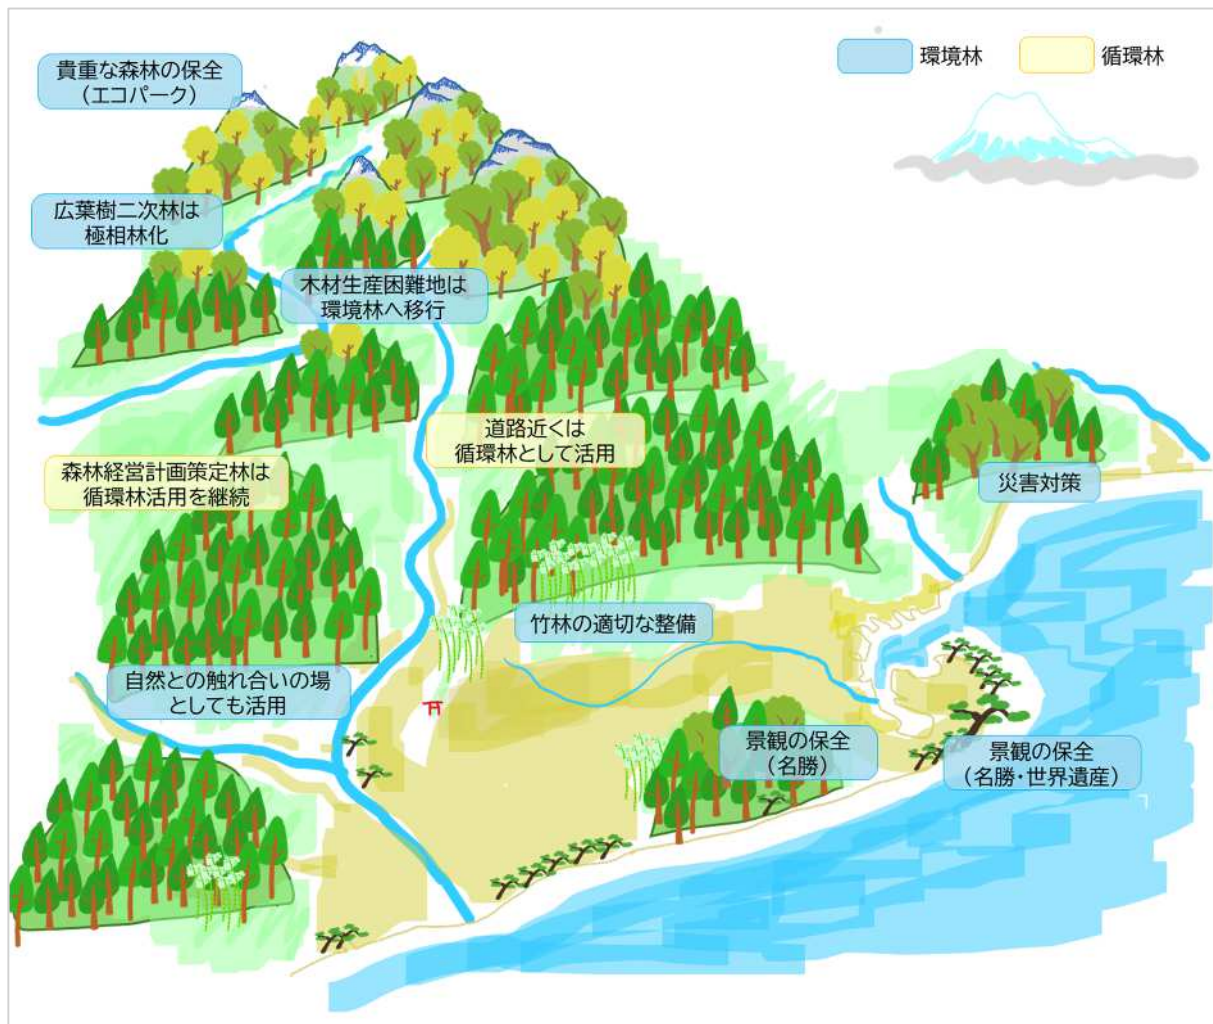 貴重な森林の保全
（エコパーク）
環境林
循環林
広葉樹二次林は
極相林化
木材生産困難地は
環境林へ移行
道路近くは
循環林として活用
森林経営計画策定林は
循環林活用を継続
災害対策
竹林の適切な整備
自然との触れ合いの場
としても活用
景観の保全
（名勝）
景観の保全
（名勝・世界遺産）